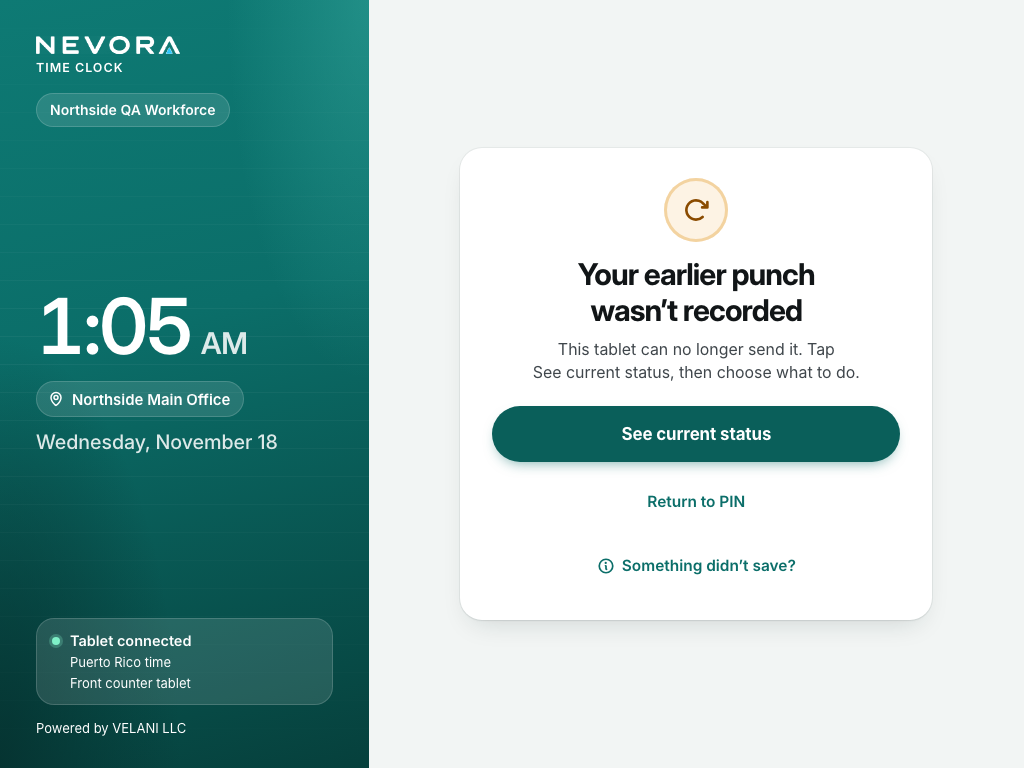 NEVORA
TIME CLOCK
Northside QA Workforce
1:05 AM
Northside Main Office
Wednesday, November 18
Tablet connected
Puerto Rico time
Front counter tablet
Powered by VELANI LLC
Your earlier punch
wasn’t recorded
This tablet can no longer send it. Tap
See current status, then choose what to do.
See current status
Return to PIN
Something didn’t save?